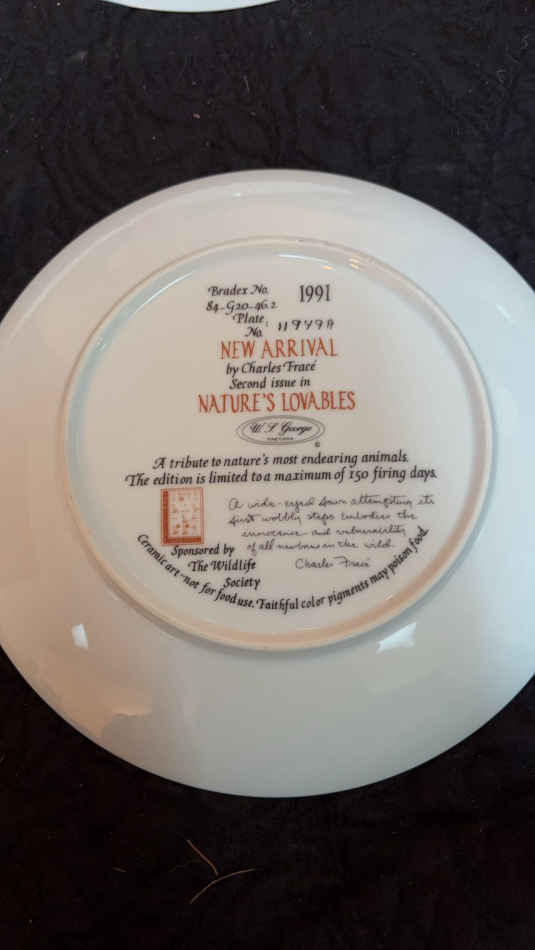 Bradex No.
84-G20-46.2
1991
Plate
No.
NEW ARRIVAL
by Charles Fracé
Second issue in
NATURE'S LOVABLES
W. S. George
©
A tribute to nature's most endearing animals.
The edition is limited to a maximum of 150 firing days.
A wide-eyed fawn attempting its
first wobbly steps embodies the
innocence and vulnerability
of all newborns in the wild.
Charles Fracé
Sponsored by
The Wildlife
Society
Ceramic art-not for food use. Faithful color pigments may poison food.